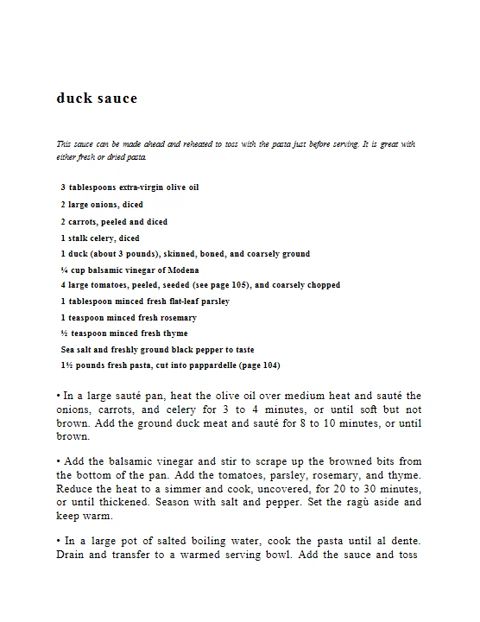 duck sauce
This sauce can be made ahead and reheated to toss with the pasta just before serving. It is great with
either fresh or dried pasta.
3 tablespoons extra-virgin olive oil
2 large onions, diced
2 carrots, peeled and diced
1 stalk celery, diced
1 duck (about 3 pounds), skinned, boned, and coarsely ground
¼ cup balsamic vinegar of Modena
4 large tomatoes, peeled, seeded (see page 105), and coarsely chopped
1 tablespoon minced fresh flat-leaf parsley
1 teaspoon minced fresh rosemary
½ teaspoon minced fresh thyme
Sea salt and freshly ground black pepper to taste
1½ pounds fresh pasta, cut into pappardelle (page 104)
• In a large sauté pan, heat the olive oil over medium heat and sauté the
onions, carrots, and celery for 3 to 4 minutes, or until soft but not
brown. Add the ground duck meat and sauté for 8 to 10 minutes, or until
brown.
• Add the balsamic vinegar and stir to scrape up the browned bits from
the bottom of the pan. Add the tomatoes, parsley, rosemary, and thyme.
Reduce the heat to a simmer and cook, uncovered, for 20 to 30 minutes,
or until thickened. Season with salt and pepper. Set the ragù aside and
keep warm.
• In a large pot of salted boiling water, cook the pasta until al dente.
Drain and transfer to a warmed serving bowl. Add the sauce and toss